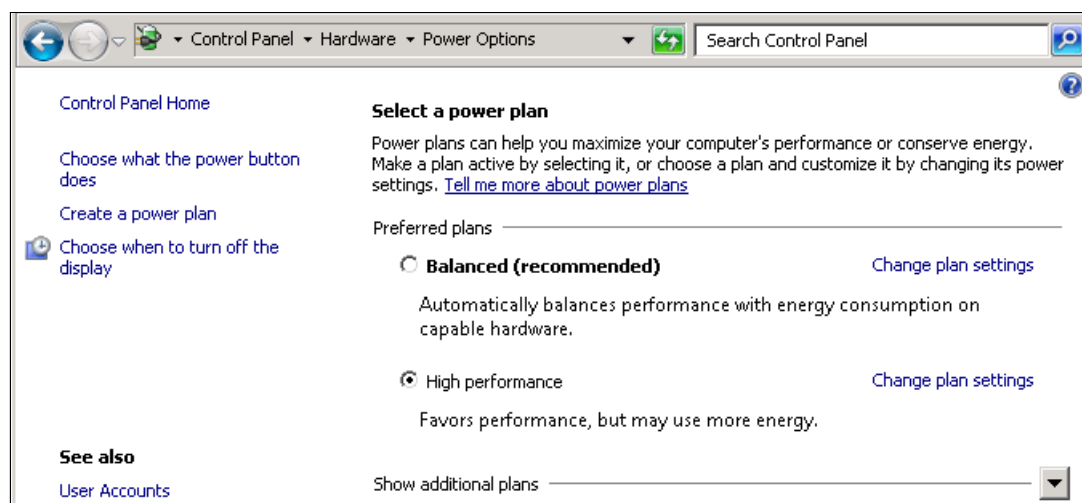 Control Panel Hardware Power Options
Search Control Panel
Control Panel Home
Choose what the power button
does
Create a power plan
Choose when to turn off the
display
See also
User Accounts
Select a power plan
Power plans can help you maximize your computer's performance or conserve energy.
Make a plan active by selecting it, or choose a plan and customize it by changing its power
settings. Tell me more about power plans
Preferred plans
Balanced (recommended) Change plan settings
Automatically balances performance with energy consumption on
capable hardware.
High performance Change plan settings
Favors performance, but may use more energy.
Show additional plans